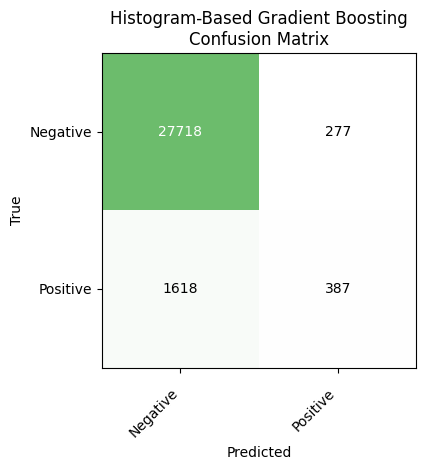 Histogram-Based Gradient Boosting
Confusion Matrix
True
Negative
27718
277
Positive
1618
387
Negative
Positive
Predicted